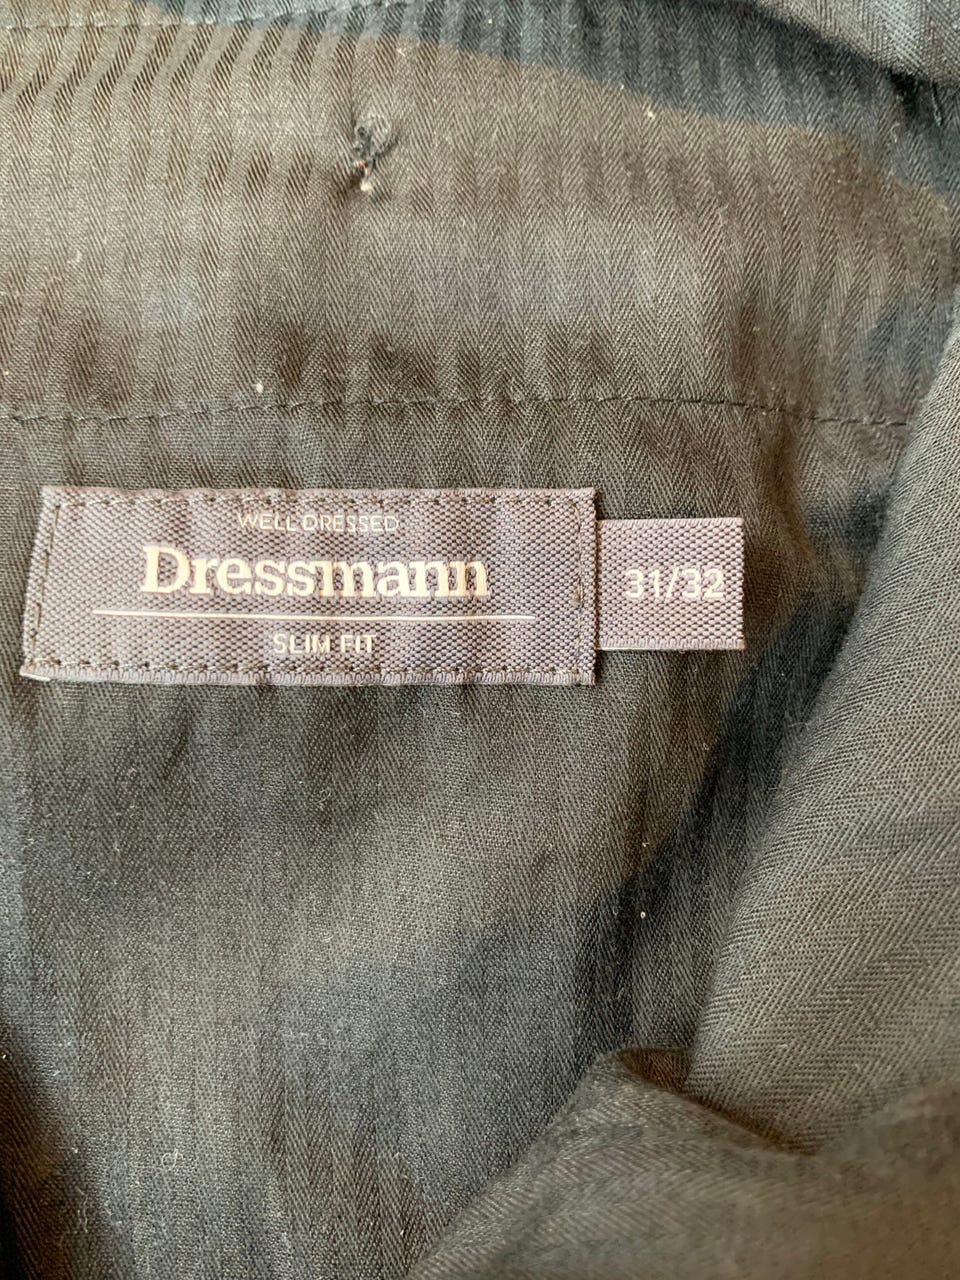 WELL DRESSED
Dressmann
SLIM FIT
31/32